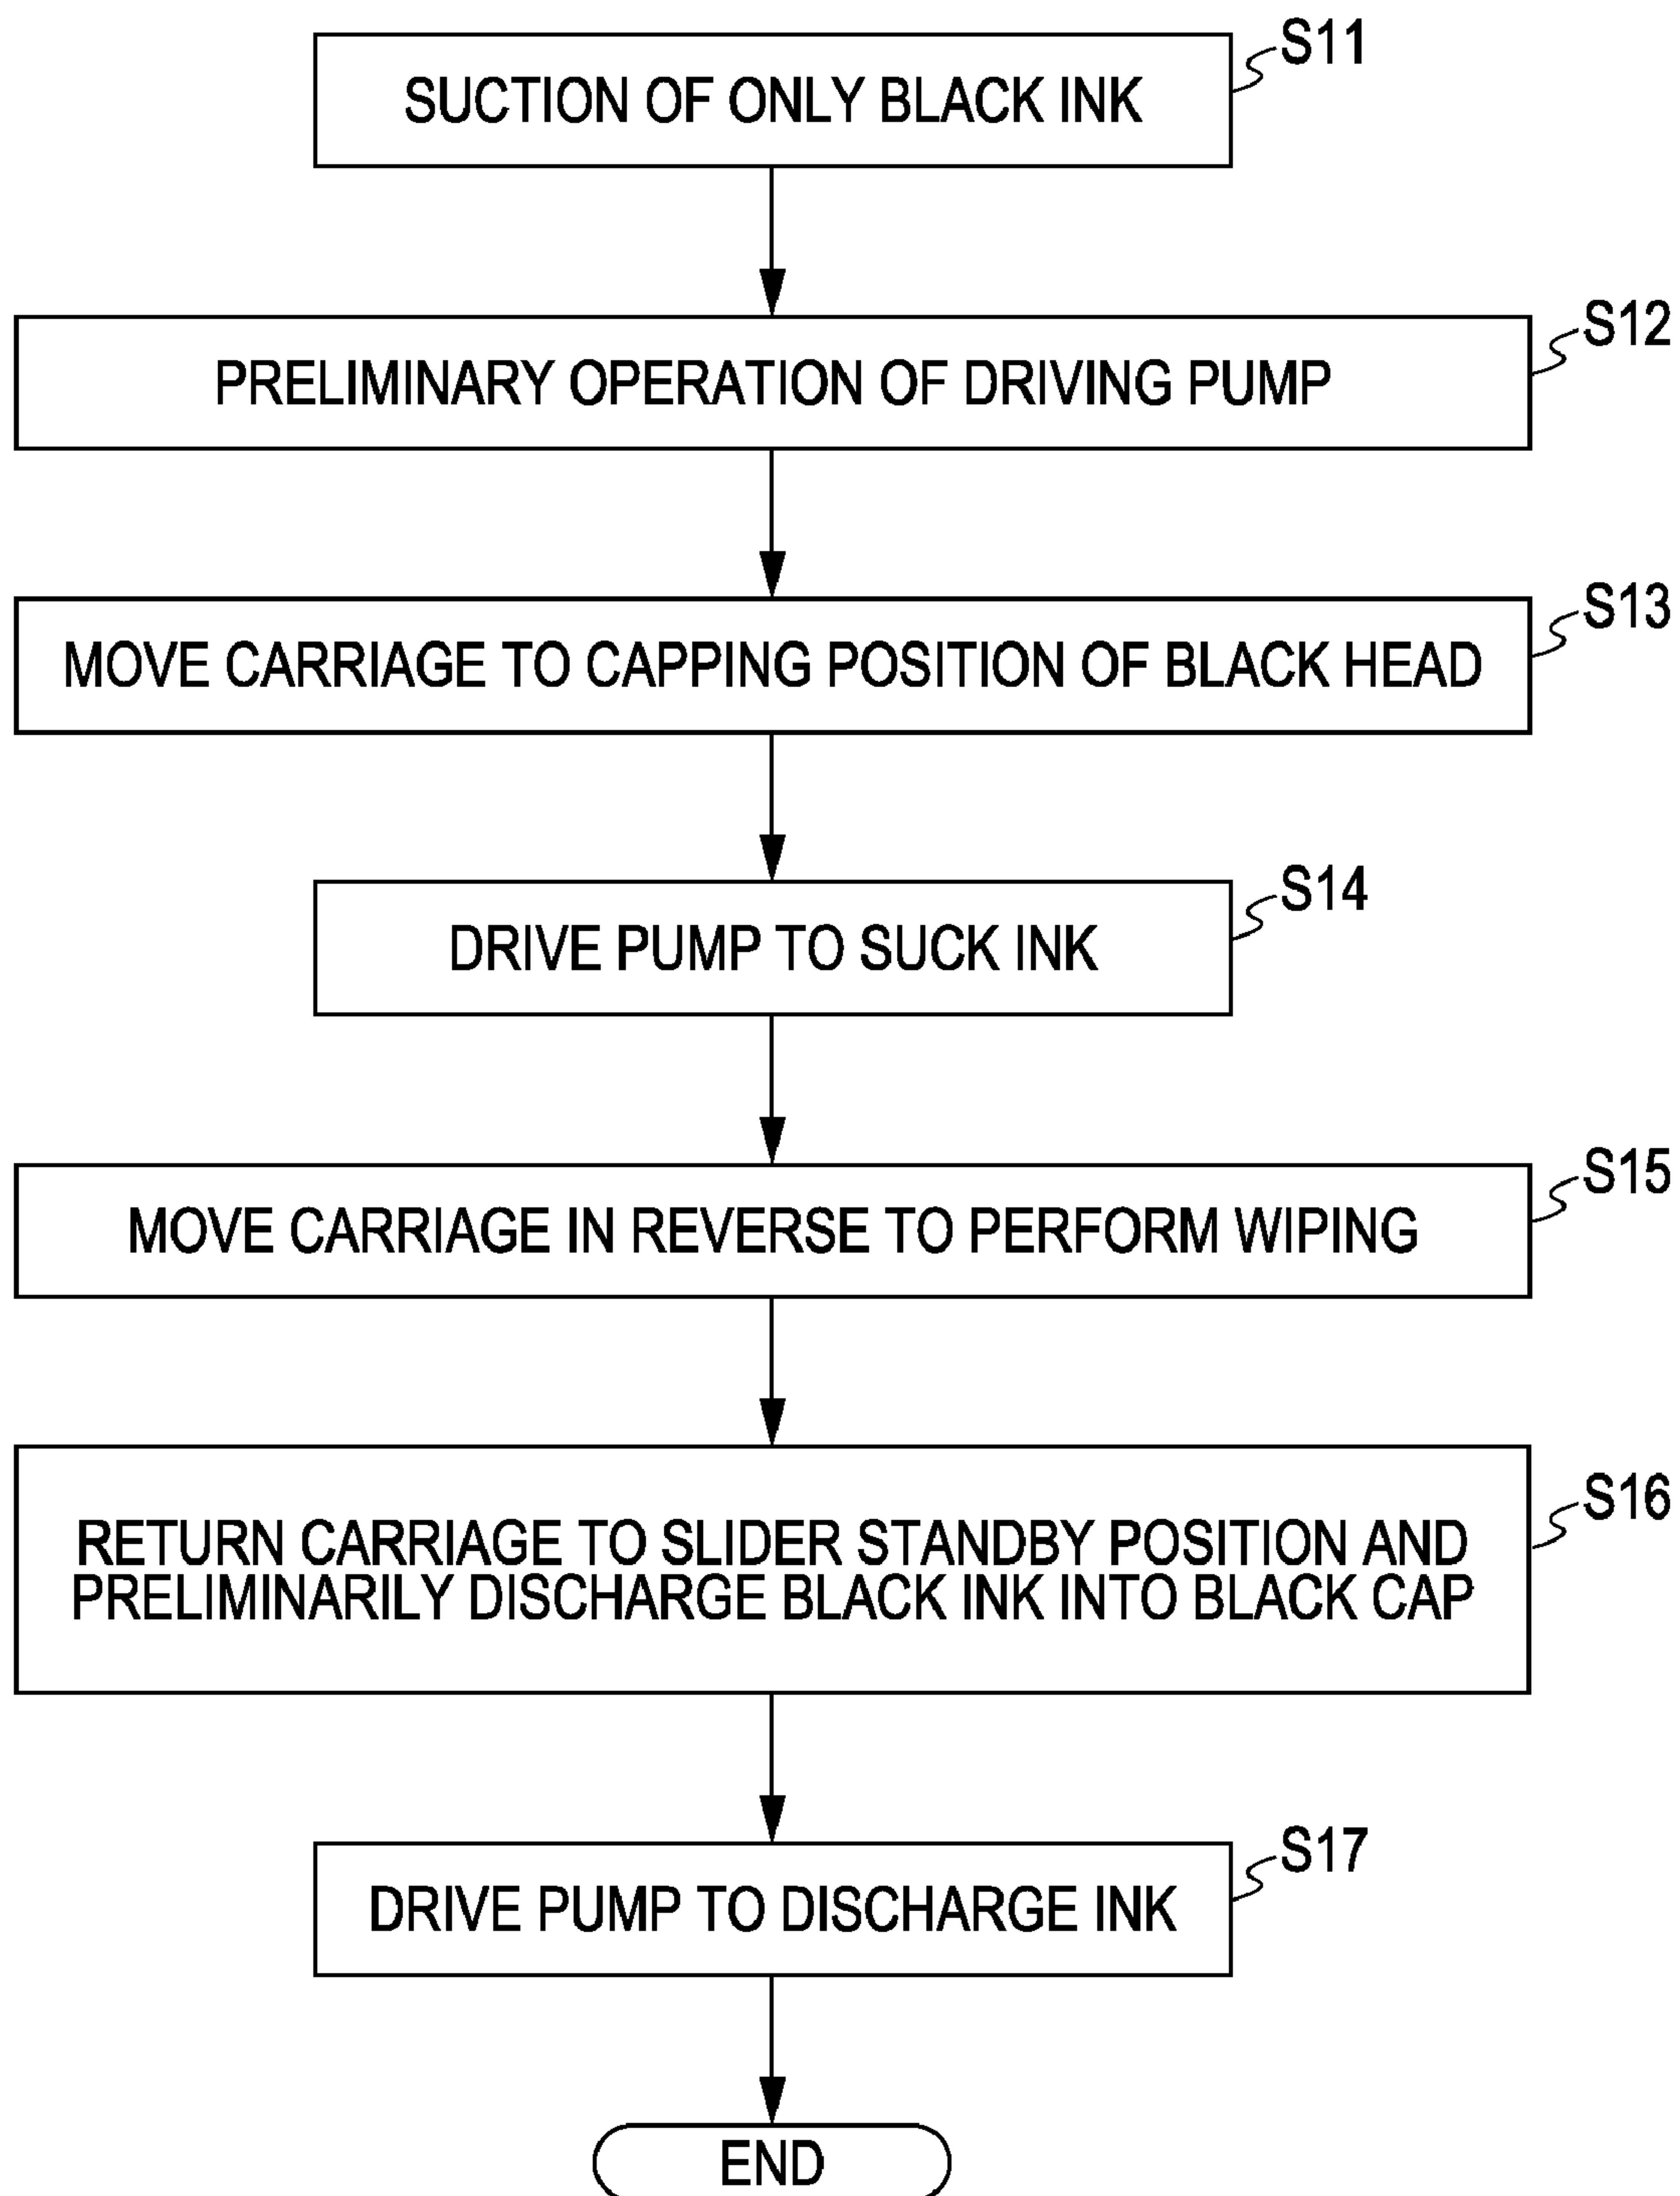 S11
SUCTION OF ONLY BLACK INK
S12
PRELIMINARY OPERATION OF DRIVING PUMP
S13
MOVE CARRIAGE TO CAPPING POSITION OF BLACK HEAD
S14
DRIVE PUMP TO SUCK INK
S15
MOVE CARRIAGE IN REVERSE TO PERFORM WIPING
S16
RETURN CARRIAGE TO SLIDER STANDBY POSITION AND
PRELIMINARILY DISCHARGE BLACK INK INTO BLACK CAP
S17
DRIVE PUMP TO DISCHARGE INK
END